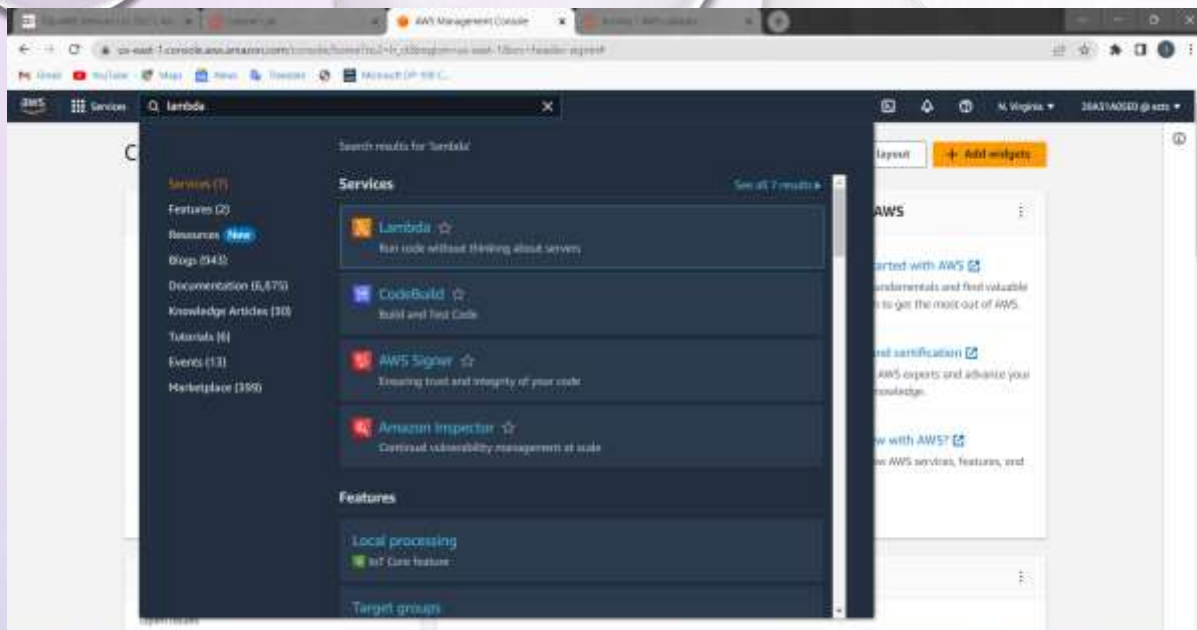 AWS Management Console
Gmail YouTube Maps News Translate
aws Services lambda N. Virginia
Search results for 'lambda'
layout + Add widgets
Services (7)
Features (2)
Resources New
Blogs (943)
Documentation (6,875)
Knowledge Articles (30)
Tutorials (6)
Events (13)
Marketplace (399)
Services See all 7 results
Lambda
Run code without thinking about servers
CodeBuild
Build and Test Code
AWS Signer
Ensuring trust and integrity of your code
Amazon Inspector
Continual vulnerability management at scale
Features
Local processing
IoT Core feature
Target groups
AWS
arted with AWS
undamentals and find valuable
n to get the most out of AWS.
nd certification
AWS experts and advance your
nowledge.
w with AWS?
ew AWS services, features, and
Open issues